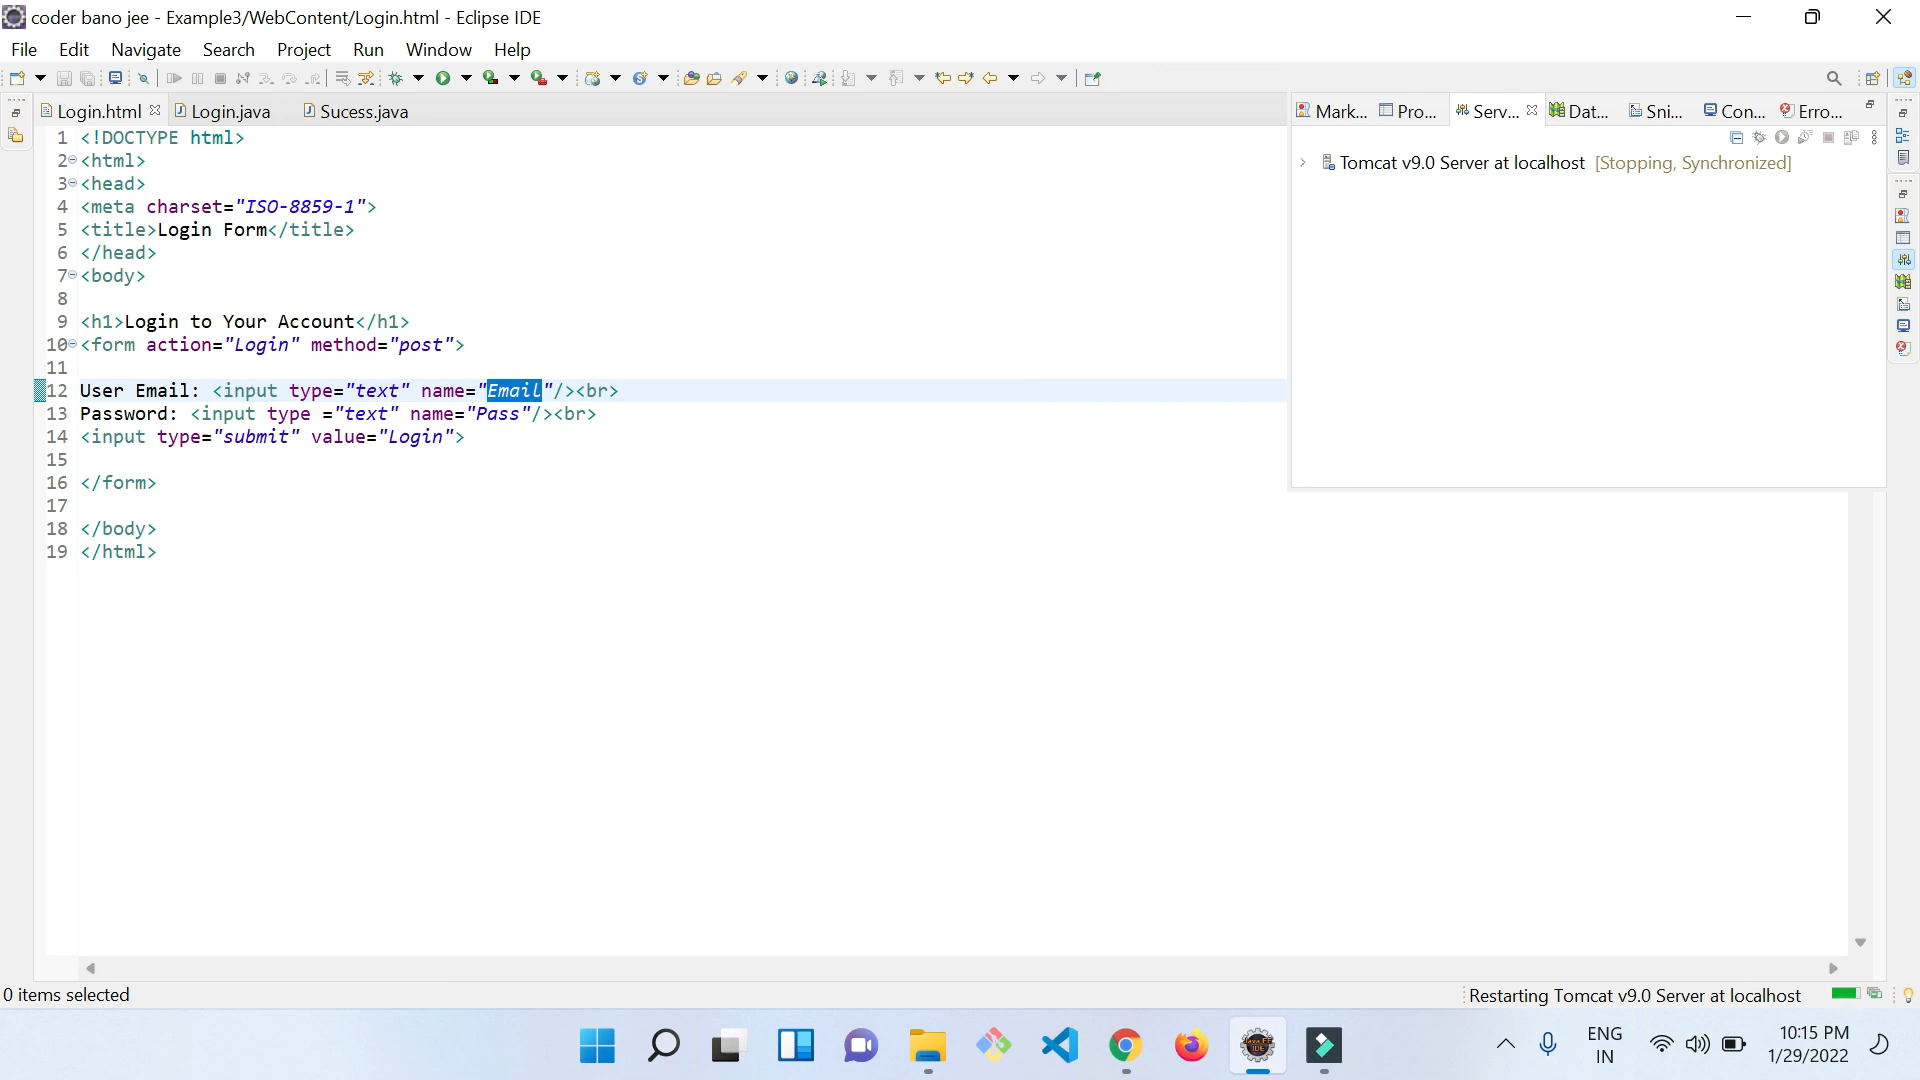 coder bano jee - Example3/WebContent/Login.html - Eclipse IDE
File Edit Navigate Search Project Run Window Help
Login.html Login.java Sucess.java
Mark... Pro... Serv... Dat... Sni... Con... Erro...
Tomcat v9.0 Server at localhost [Stopping, Synchronized]
1 <!DOCTYPE html>
2 <html>
3 <head>
4 <meta charset="ISO-8859-1">
5 <title>Login Form</title>
6 </head>
7 <body>
8
9 <h1>Login to Your Account</h1>
10 <form action="Login" method="post">
11
12 User Email: <input type="text" name="Email"/><br>
13 Password: <input type ="text" name="Pass"/><br>
14 <input type="submit" value="Login">
15
16 </form>
17
18 </body>
19 </html>
0 items selected
Restarting Tomcat v9.0 Server at localhost
ENG
IN
10:15 PM
1/29/2022